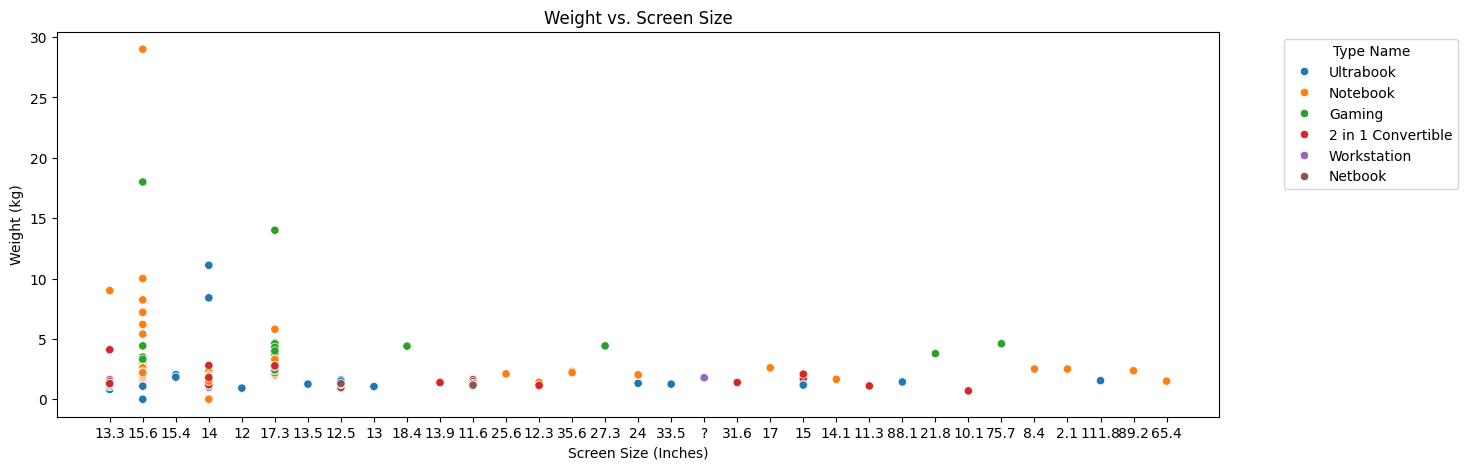 Weight vs. Screen Size
Weight (kg)
30
25
20
15
10
5
0
13.3 15.6 15.4 14 12 17.3 13.5 12.5 13 18.4 13.9 11.6 25.6 12.3 35.6 27.3 24 33.5 ? 31.6 17 15 14.1 11.3 88.1 21.8 10.1 75.7 8.4 2.1 111.8 89.2 65.4
Screen Size (Inches)
Type Name
Ultrabook
Notebook
Gaming
2 in 1 Convertible
Workstation
Netbook